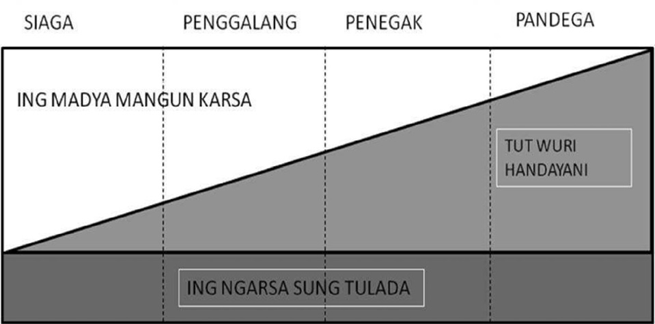 SIAGA PENGGALANG PENEGAK PANDEGA
ING MADYA MANGUN KARSA
TUT WURI
HANDAYANI
ING NGARSA SUNG TULADA